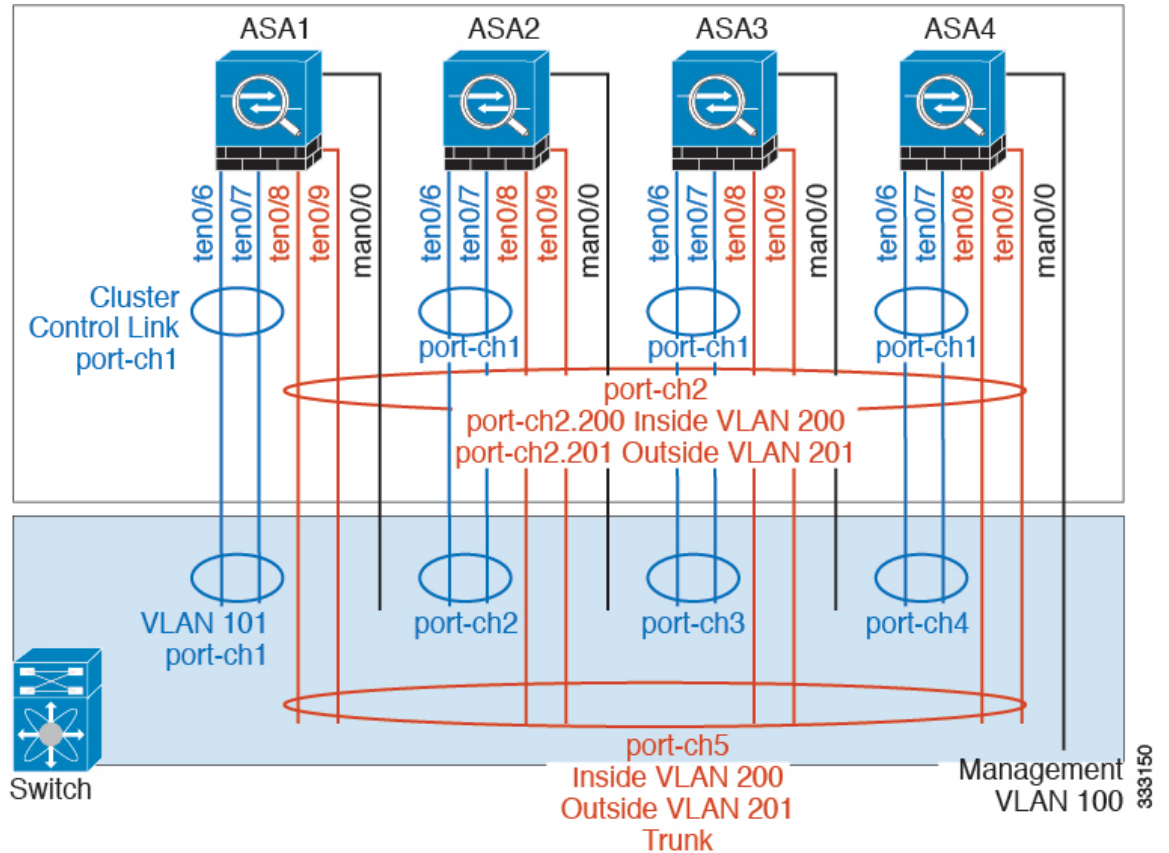 ASA1
ASA2
ASA3
ASA4
ten0/6
ten0/7
ten0/8
ten0/9
man0/0
ten0/6
ten0/7
ten0/8
ten0/9
man0/0
ten0/6
ten0/7
ten0/8
ten0/9
man0/0
ten0/6
ten0/7
ten0/8
ten0/9
man0/0
Cluster
Control Link
port-ch1
port-ch1
port-ch1
port-ch1
port-ch2
port-ch2.200 Inside VLAN 200
port-ch2.201 Outside VLAN 201
VLAN 101
port-ch1
port-ch2
port-ch3
port-ch4
Switch
port-ch5
Inside VLAN 200
Outside VLAN 201
Trunk
Management
VLAN 100
333150